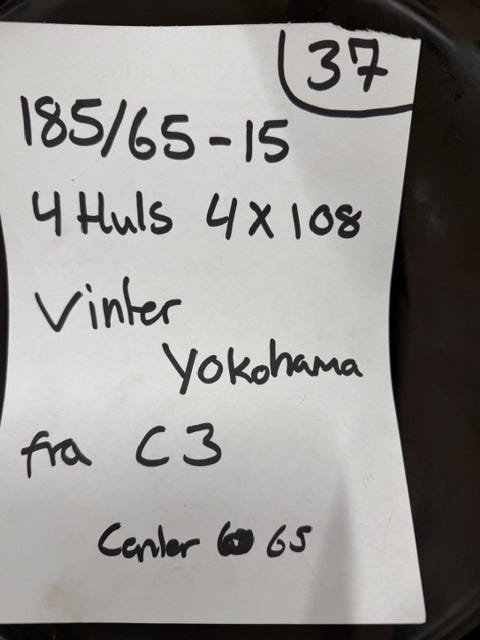 37
185/65-15
4 Huls 4x108
Vinter
Yokohama
fra C3
Center 65